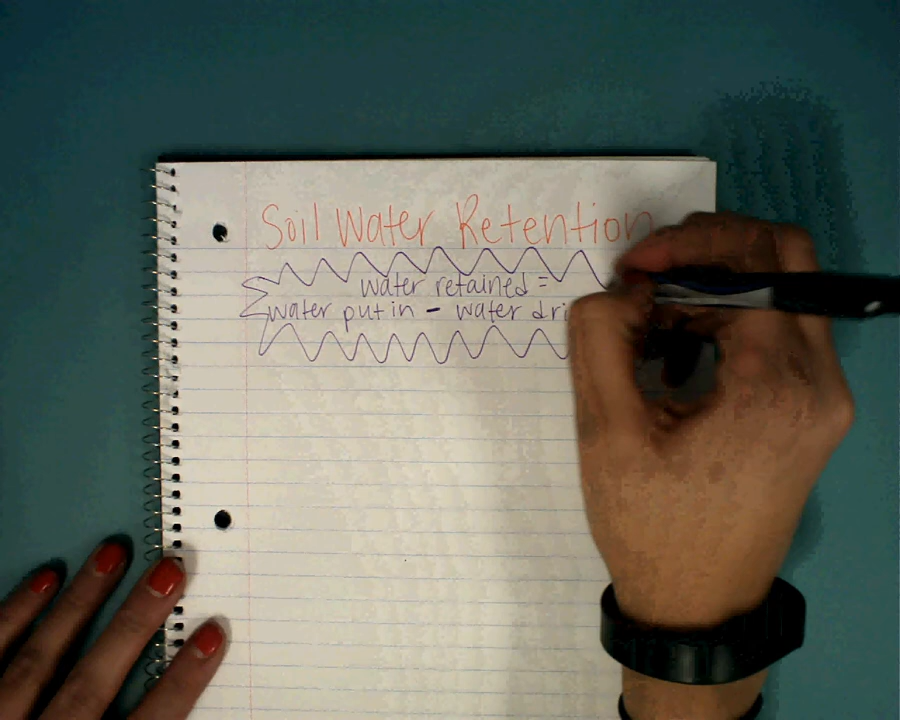 Soil Water Retention
water retained =
water put in - water